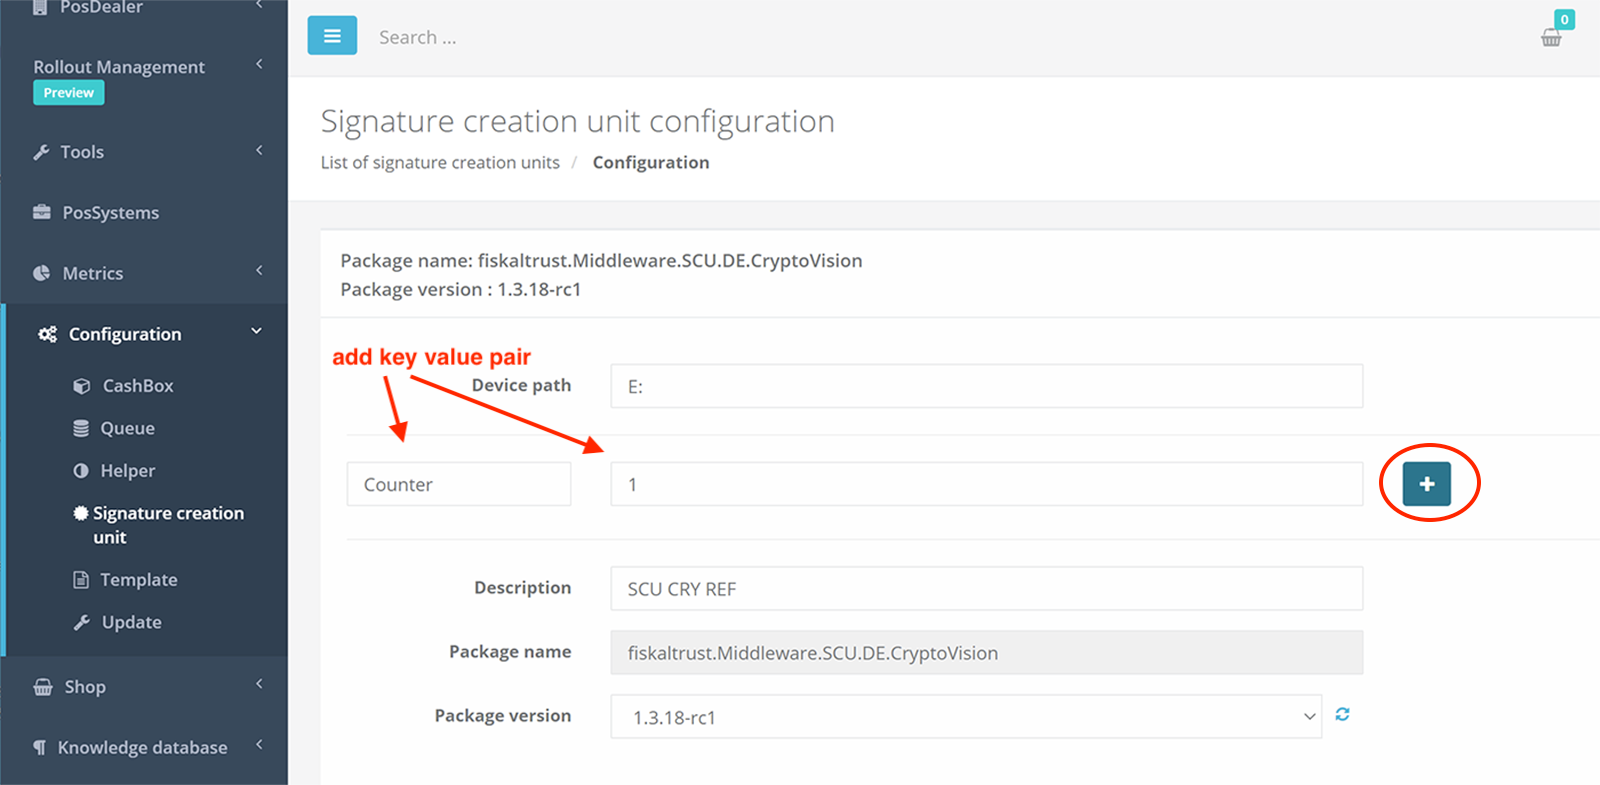 PosDealer
Rollout Management
Preview
Tools
PosSystems
Metrics
Configuration
CashBox
Queue
Helper
Signature creation
unit
Template
Update
Shop
Knowledge database
Search ...
0
Signature creation unit configuration
List of signature creation units / Configuration
Package name: fiskaltrust.Middleware.SCU.DE.CryptoVision
Package version : 1.3.18-rc1
add key value pair
Device path E:
Counter 1
Description SCU CRY REF
Package name fiskaltrust.Middleware.SCU.DE.CryptoVision
Package version 1.3.18-rc1